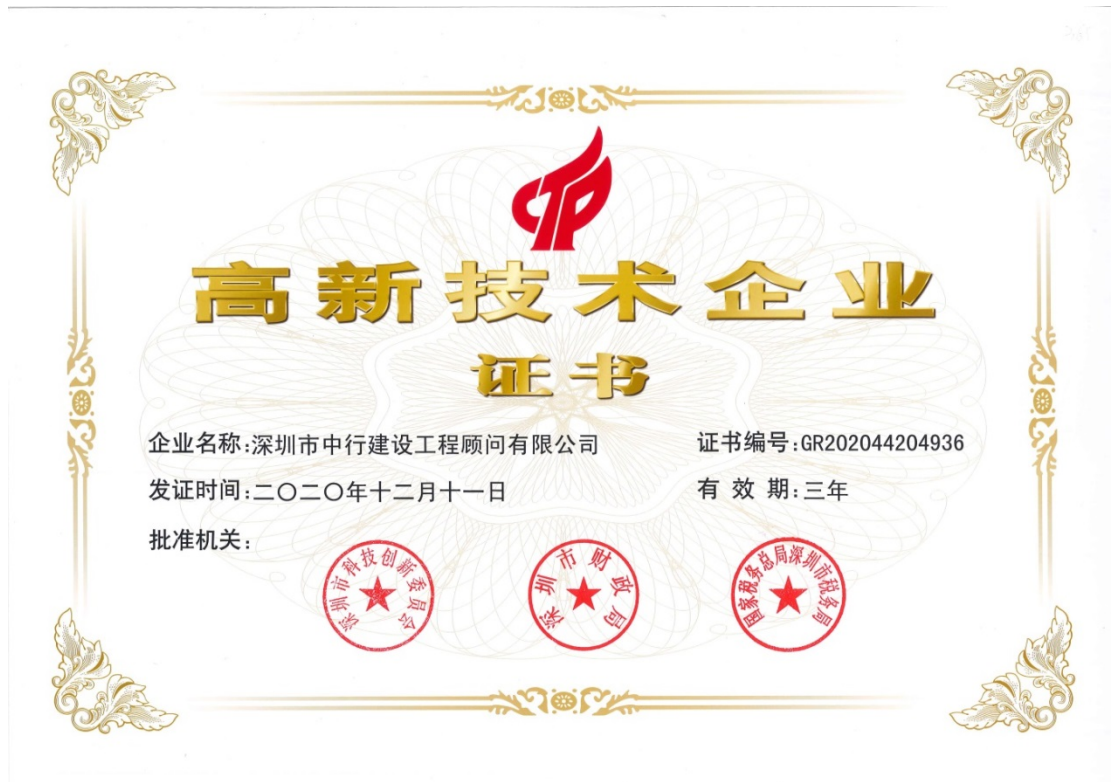 高新技术企业
证书
企业名称:深圳市中行建设工程顾问有限公司
证书编号:GR202044204936
发证时间:二〇二〇年十二月十一日
有 效 期:三年
批准机关:
深圳市科技创新委员会
深圳市财政局
国家税务总局深圳市税务局